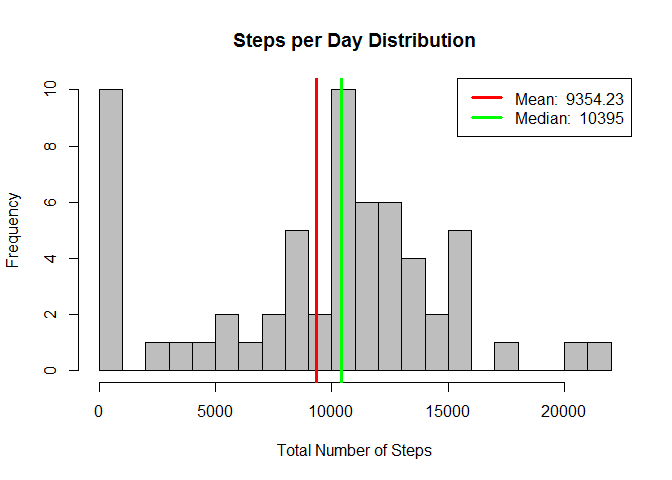 Steps per Day Distribution
Mean: 9354.23
Median: 10395
Frequency
10
8
6
4
2
0
0 5000 10000 15000 20000
Total Number of Steps